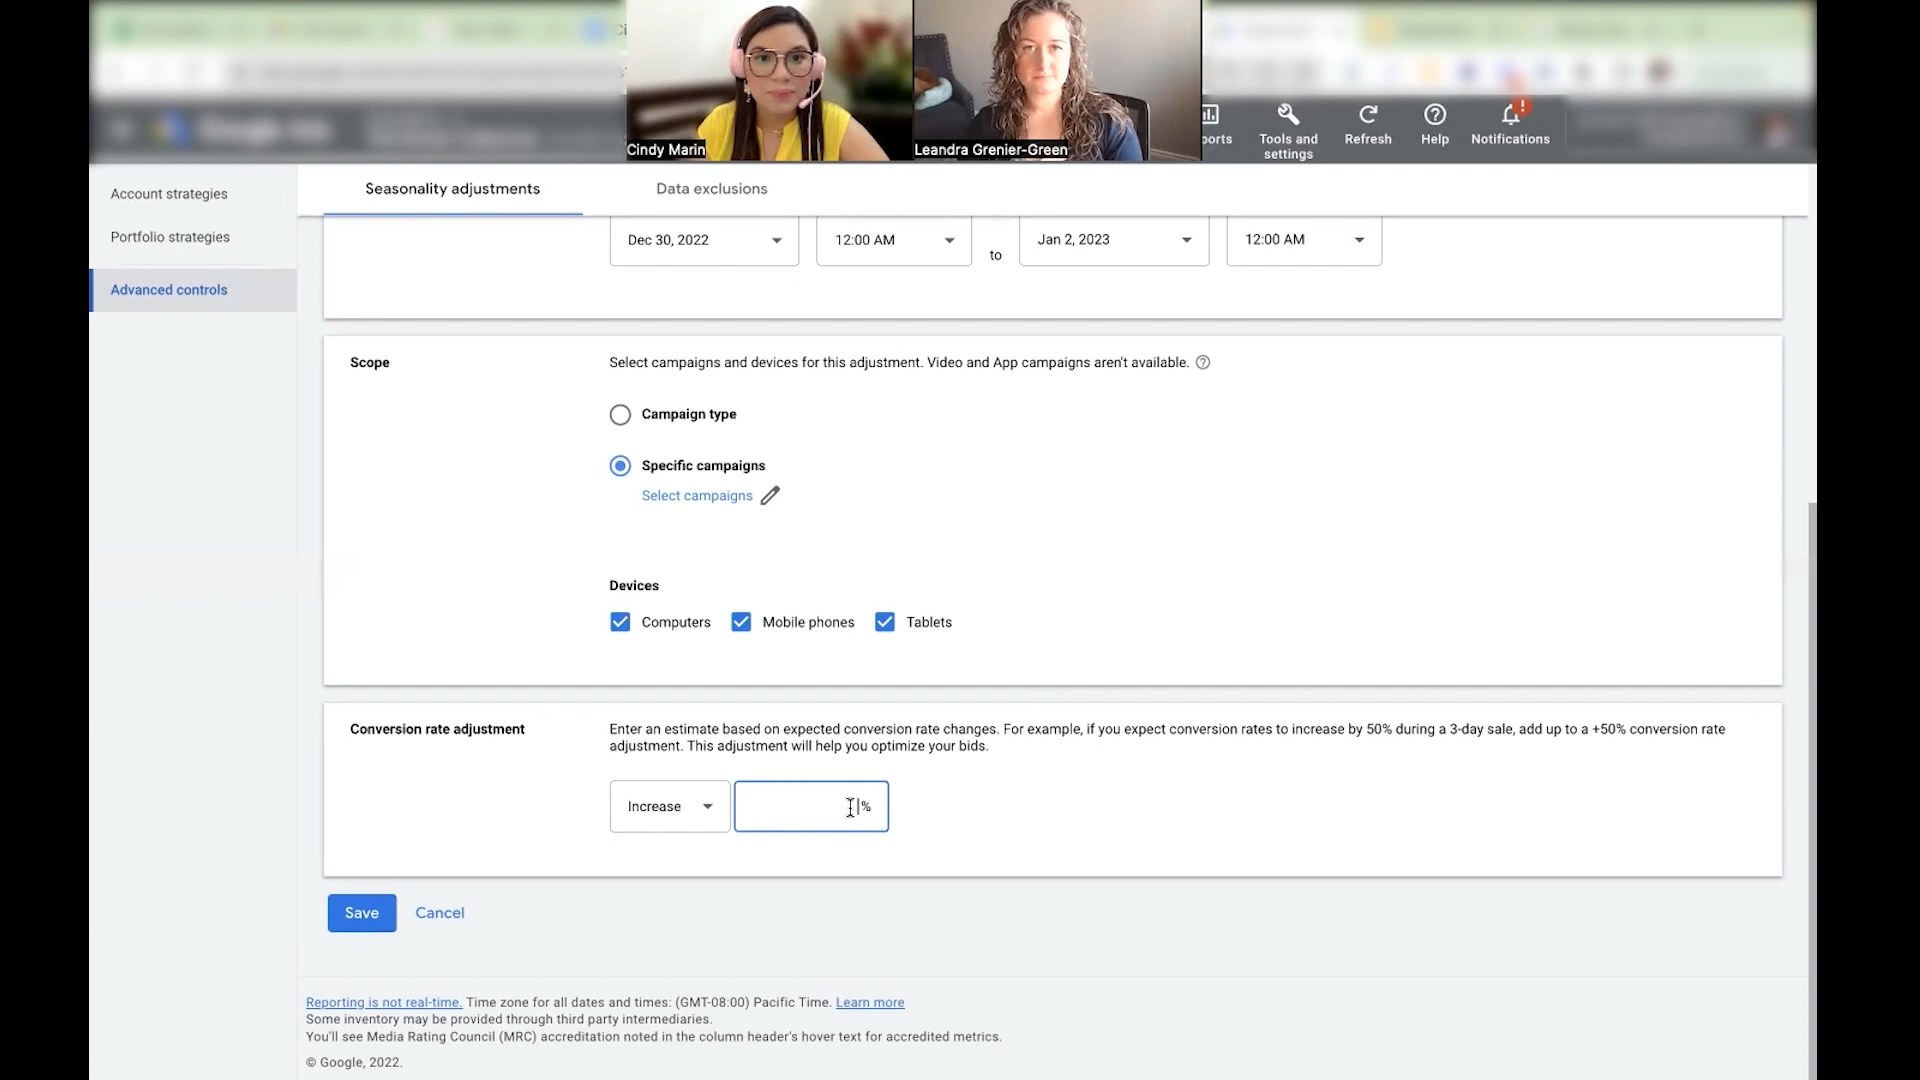 Cindy Marin
Leandra Grenier-Green
ports
Tools and settings
Refresh
Help
!
Notifications
Account strategies
Portfolio strategies
Advanced controls
Seasonality adjustments
Data exclusions
Dec 30, 2022
12:00 AM
to
Jan 2, 2023
12:00 AM
Scope
Select campaigns and devices for this adjustment. Video and App campaigns aren't available.
Campaign type
Specific campaigns
Select campaigns
Devices
Computers
Mobile phones
Tablets
Conversion rate adjustment
Enter an estimate based on expected conversion rate changes. For example, if you expect conversion rates to increase by 50% during a 3-day sale, add up to a +50% conversion rate
adjustment. This adjustment will help you optimize your bids.
Increase
%
Save
Cancel
Reporting is not real-time. Time zone for all dates and times: (GMT-08:00) Pacific Time. Learn more
Some inventory may be provided through third party intermediaries.
You'll see Media Rating Council (MRC) accreditation noted in the column header's hover text for accredited metrics.
© Google, 2022.